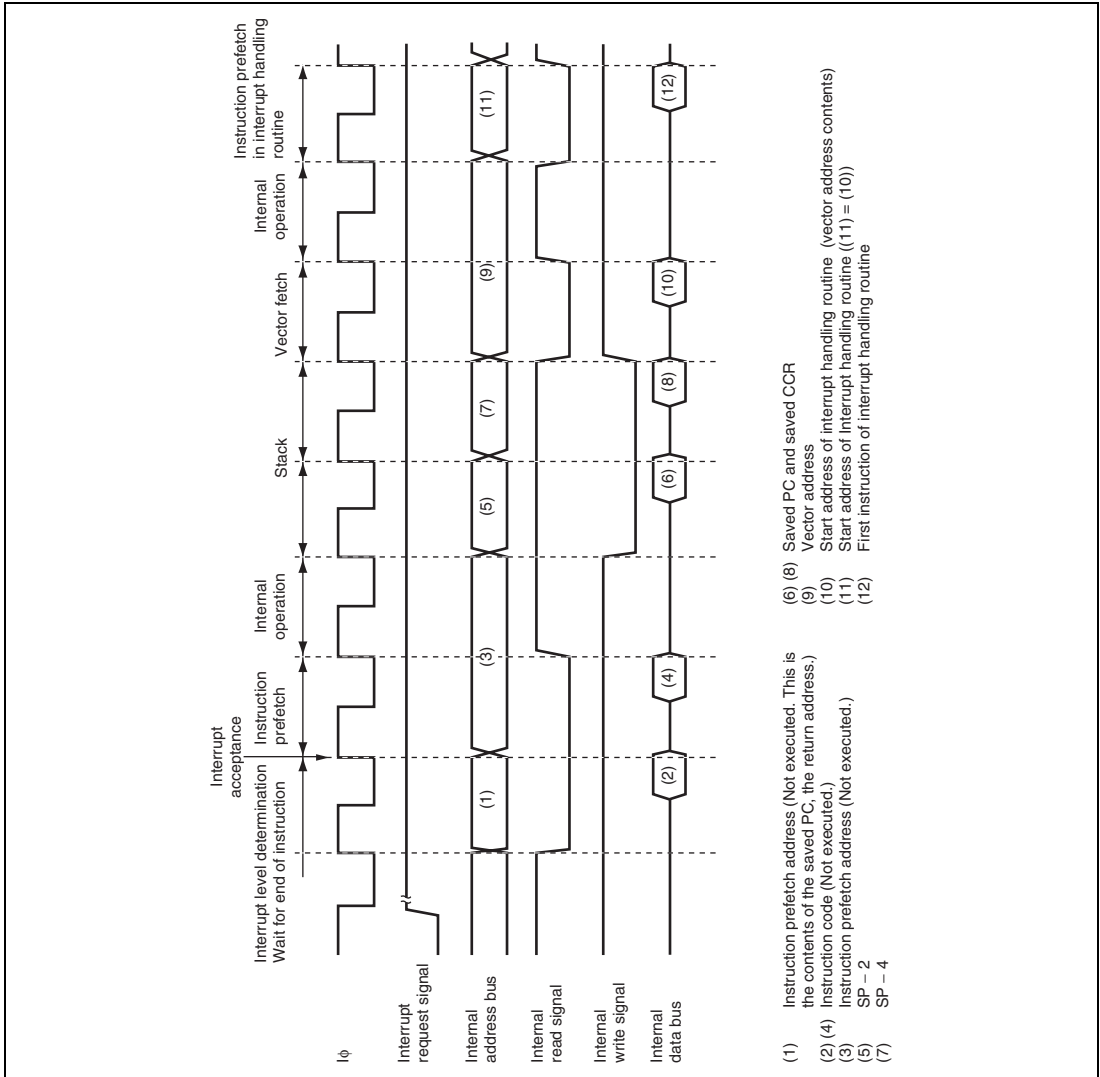 Interrupt level determination
Wait for end of instruction
Interrupt
acceptance
Instruction
prefetch
Internal
operation
Stack
Vector fetch
Internal
operation
Instruction prefetch
in interrupt handling
routine
Iφ
Interrupt
request signal
Internal
address bus
(1)
(3)
(5)
(7)
(9)
(11)
Internal
read signal
Internal
write signal
Internal
data bus
(2)
(4)
(6)
(8)
(10)
(12)
(1) Instruction prefetch address (Not executed. This is
the contents of the saved PC, the return address.)
(2) (4) Instruction code (Not executed.)
(3) Instruction prefetch address (Not executed.)
(5) SP – 2
(7) SP – 4
(6) (8) Saved PC and saved CCR
(9) Vector address
(10) Start address of interrupt handling routine (vector address contents)
(11) Start address of Interrupt handling routine ((11) = (10))
(12) First instruction of interrupt handling routine